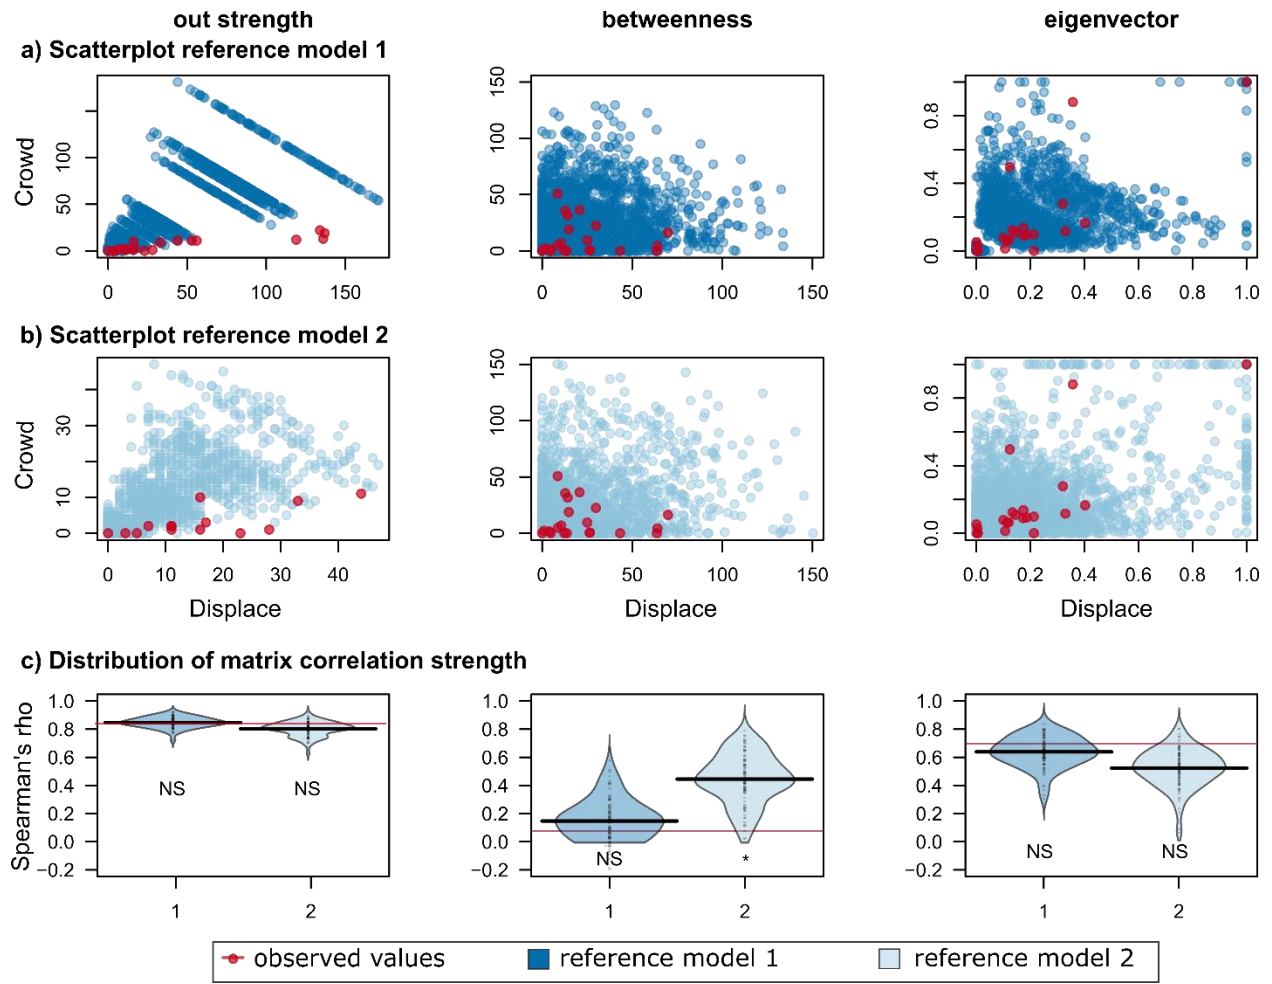 out strength betweenness eigenvector
a) Scatterplot reference model 1
Crowd
0 50 100
0 50 100 150
0 50 100 150
0 50 100 150
0.0 0.4 0.8
0.0 0.2 0.4 0.6 0.8 1.0
b) Scatterplot reference model 2
Crowd
0 10 30
0 10 20 30 40
Displace
0 50 100 150
0 50 100 150
0.0 0.4 0.8
0.0 0.2 0.4 0.6 0.8 1.0
Displace
c) Distribution of matrix correlation strength
Spearman's rho
1.0
0.8
0.6
0.4
0.2
0.0
−0.2
NS NS
1 2
1.0
0.8
0.6
0.4
0.2
0.0
−0.2
NS *
1 2
1.0
0.8
0.6
0.4
0.2
0.0
−0.2
NS NS
1 2
observed values reference model 1 reference model 2